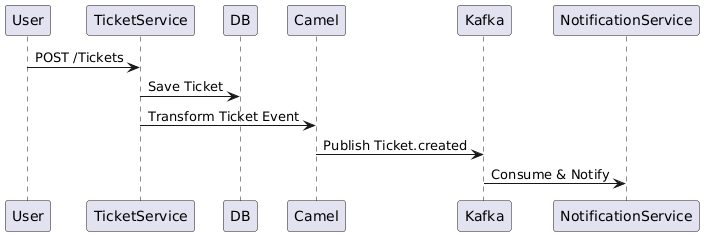 User TicketService DB Camel Kafka NotificationService
POST /Tickets
Save Ticket
Transform Ticket Event
Publish Ticket.created
Consume & Notify
User TicketService DB Camel Kafka NotificationService